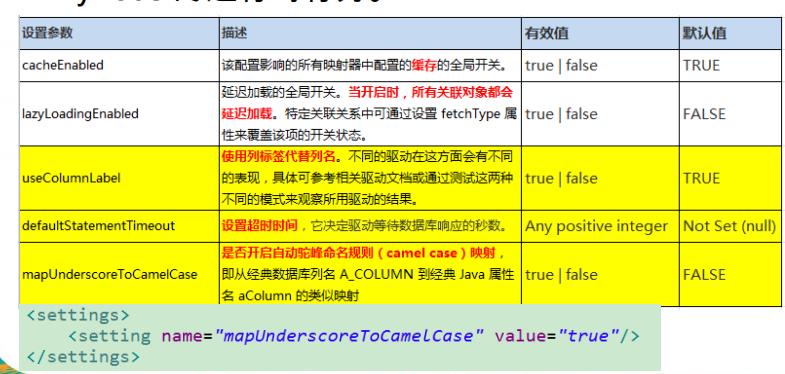 设置参数 描述 有效值 默认值
cacheEnabled 该配置影响的所有映射器中配置的缓存的全局开关。 true | false TRUE
延迟加载的全局开关。当开启时，所有关联对象都会
lazyLoadingEnabled 延迟加载。特定关联关系中可通过设置 fetchType 属 true | false FALSE
性来覆盖该项的开关状态。
使用列标签代替列名。不同的驱动在这方面会有不同
useColumnLabel 的表现，具体可参考相关驱动文档或通过测试这两种 true | false TRUE
不同的模式来观察所用驱动的结果。
defaultStatementTimeout 设置超时时间，它决定驱动等待数据库响应的秒数。 Any positive integer Not Set (null)
是否开启自动驼峰命名规则（camel case）映射，
mapUnderscoreToCamelCase 即从经典数据库列名 A_COLUMN 到经典 Java 属性 true | false FALSE
名 aColumn 的类似映射
<settings>
<setting name="mapUnderscoreToCamelCase" value="true"/>
</settings>